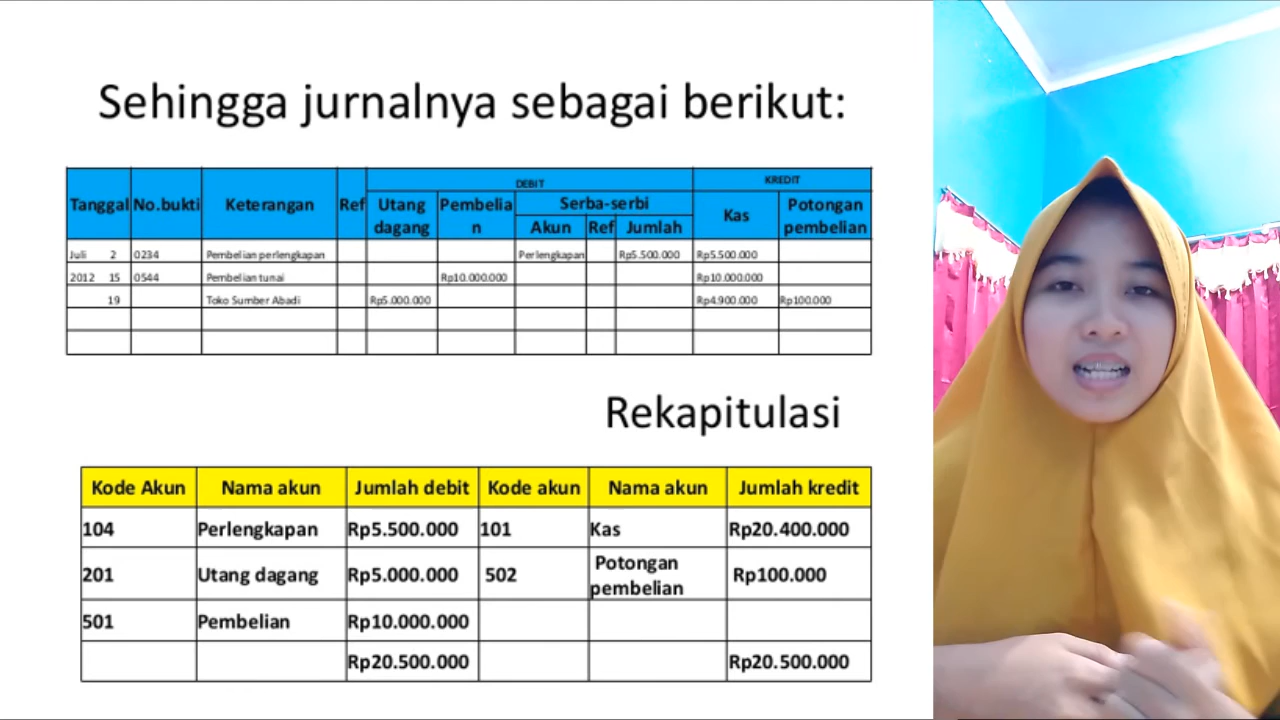 Sehingga jurnalnya sebagai berikut:
Tanggal No.bukti Keterangan Ref DEBIT KREDIT
Utang dagang Pembelian Serba-serbi Kas Potongan pembelian
Akun Ref Jumlah
Juli 2 0234 Pembelian perlengkapan Perlengkapan Rp5.500.000 Rp5.500.000
2012 15 0544 Pembelian tunai Rp10.000.000 Rp10.000.000
19 Toko Sumber Abadi Rp5.000.000 Rp4.900.000 Rp100.000
Rekapitulasi
Kode Akun Nama akun Jumlah debit Kode akun Nama akun Jumlah kredit
104 Perlengkapan Rp5.500.000 101 Kas Rp20.400.000
201 Utang dagang Rp5.000.000 502 Potongan pembelian Rp100.000
501 Pembelian Rp10.000.000
Rp20.500.000 Rp20.500.000